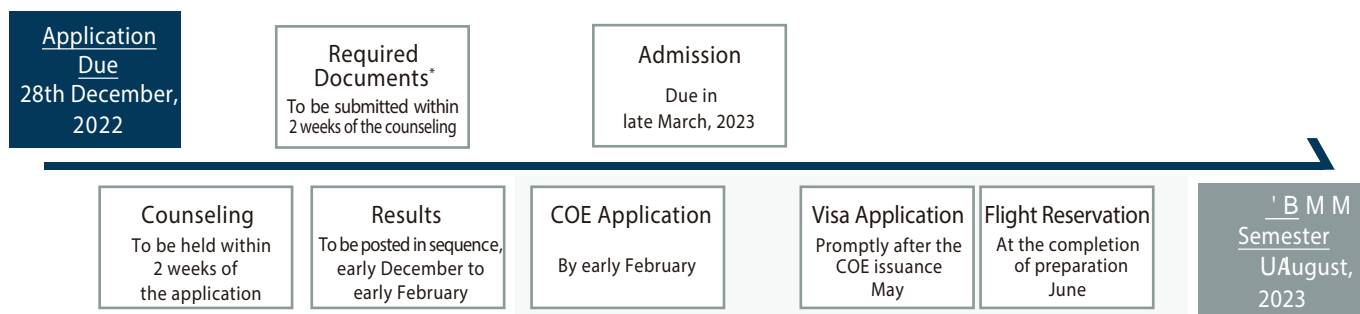 Application
Due
28th December,
2022
Required
Documents*
To be submitted within
2 weeks of the counseling
Admission
Due in
late March, 2023
Counseling
To be held within
2 weeks of
the application
Results
To be posted in sequence,
early December to
early February
COE Application
By early February
Visa Application
Promptly after the
COE issuance
May
Flight Reservation
At the completion
of preparation
June
' B M M
Semester
August,
2023